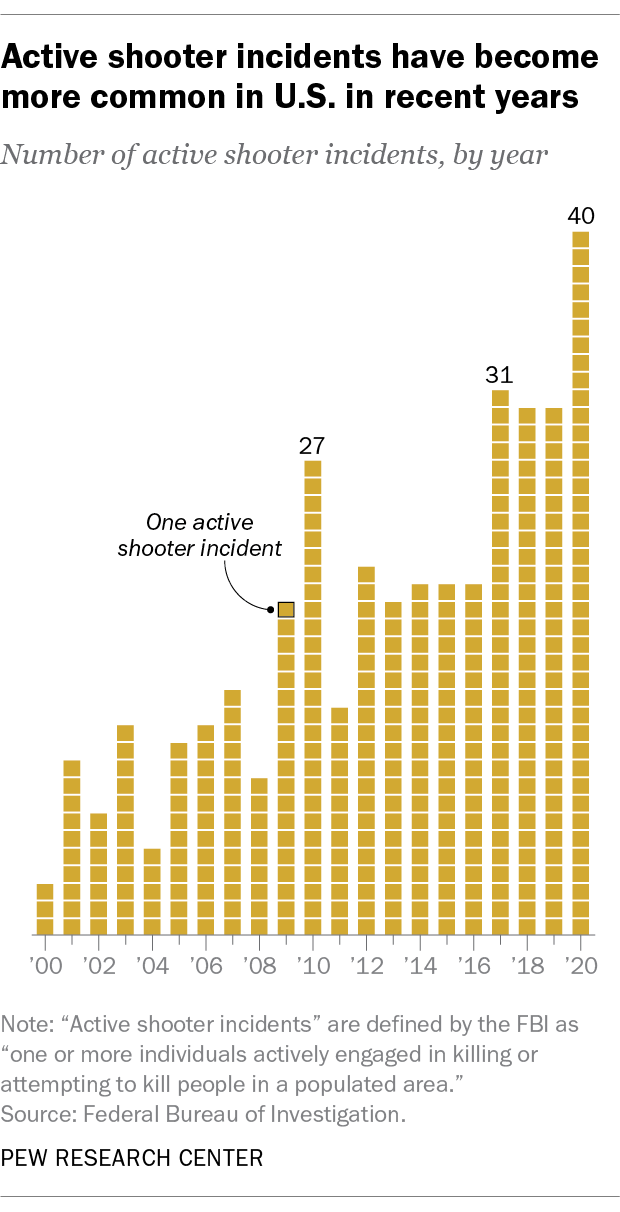 Active shooter incidents have become
more common in U.S. in recent years
Number of active shooter incidents, by year
40
31
27
One active
shooter incident
’00 ’02 ’04 ’06 ’08 ’10 ’12 ’14 ’16 ’18 ’20
Note: “Active shooter incidents” are defined by the FBI as
“one or more individuals actively engaged in killing or
attempting to kill people in a populated area.”
Source: Federal Bureau of Investigation.
PEW RESEARCH CENTER